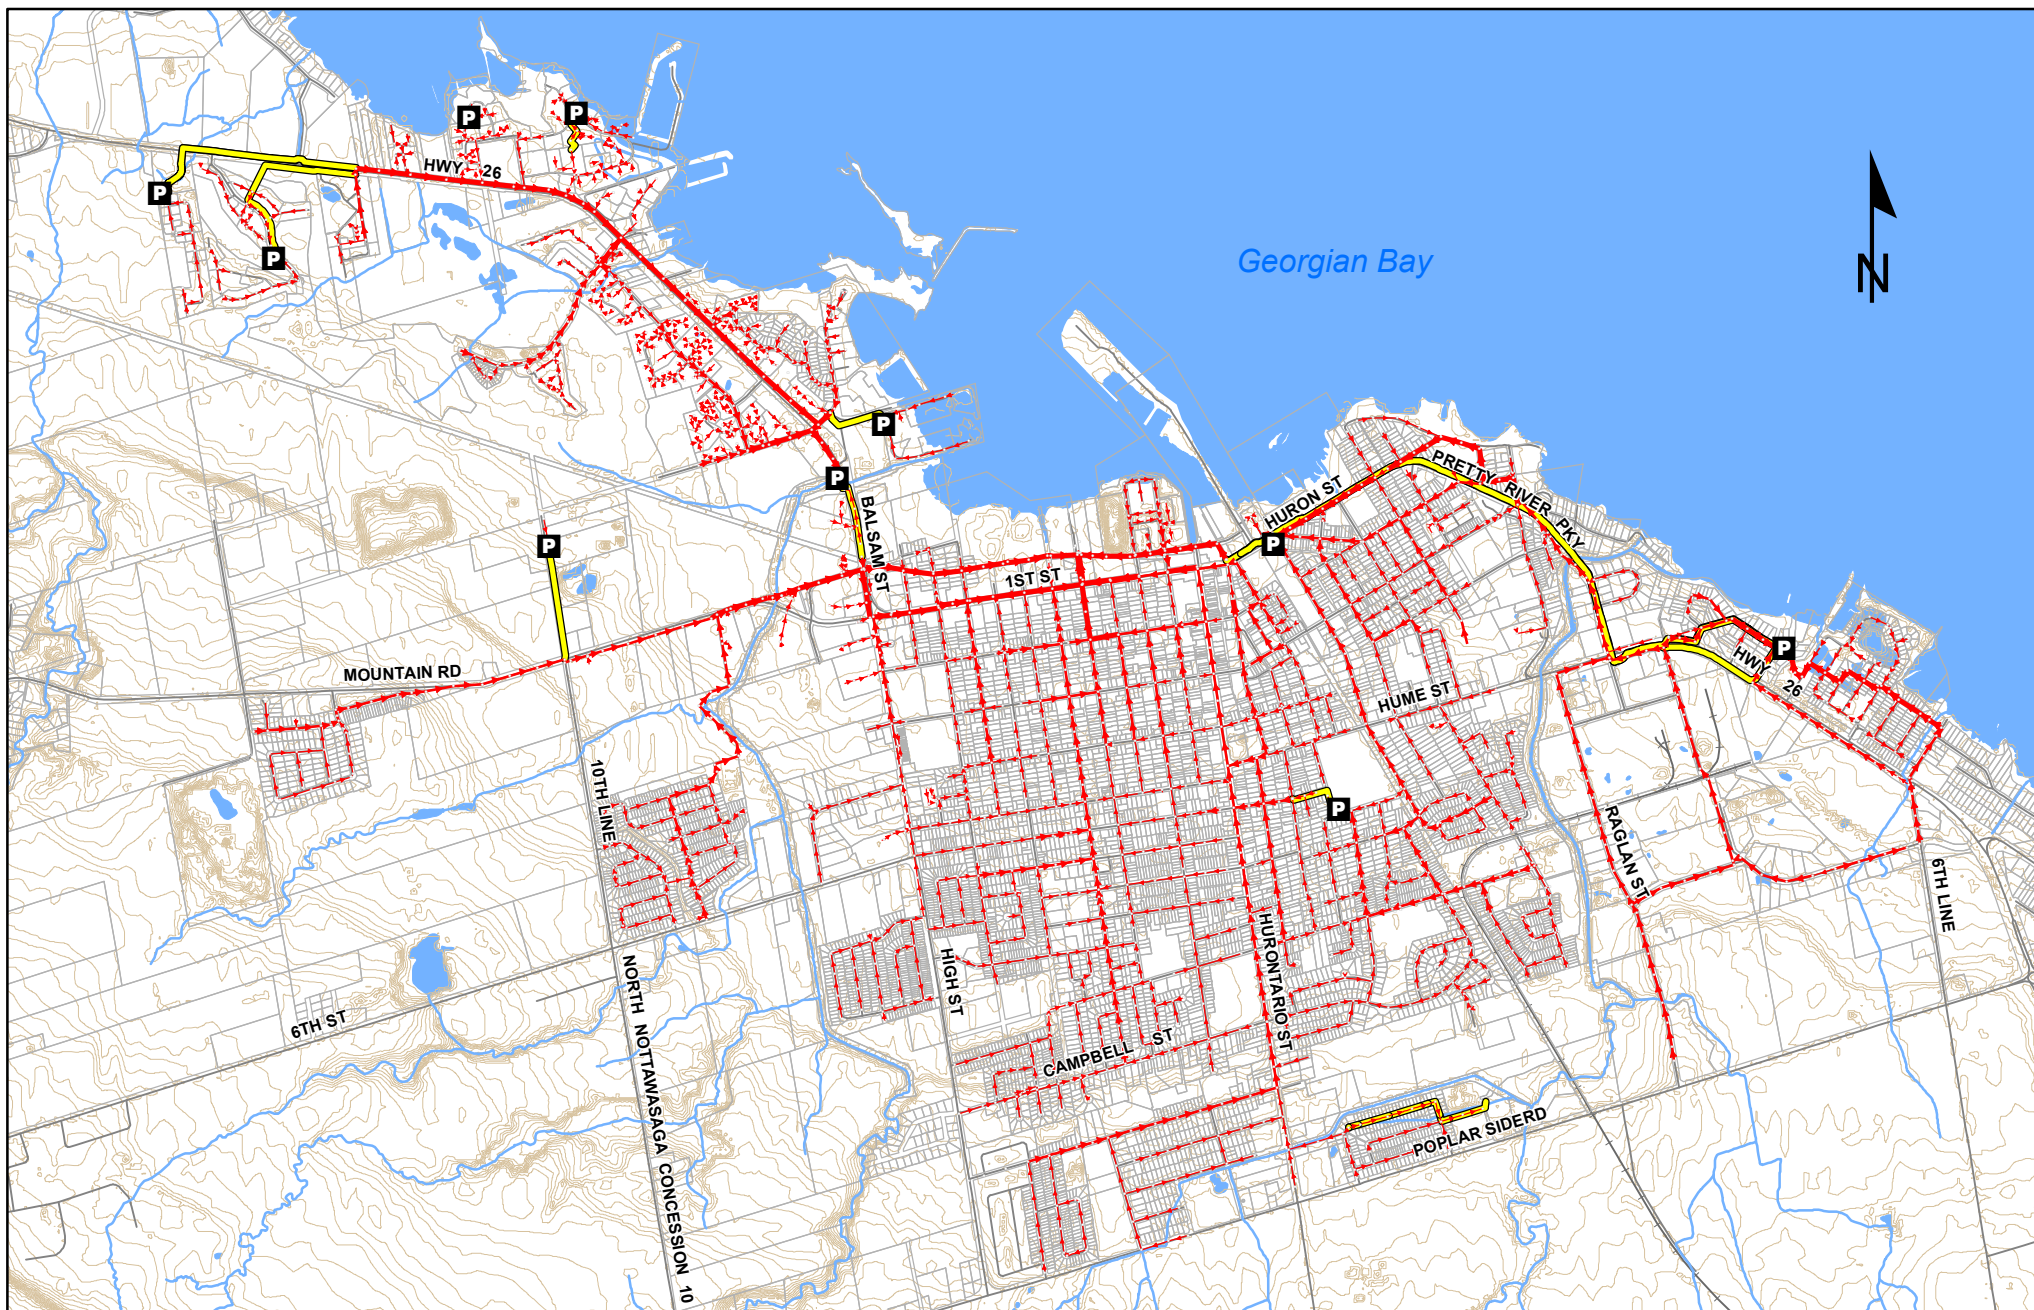 P
P
HWY 26
P
P
Georgian Bay
N
P
P
BALSAM ST
P
1ST ST
HURON ST
P
PRETTY RIVER PKY
MOUNTAIN RD
HUME ST
HWY 26
P
10TH LINE
P
RAGLAN ST
6TH LINE
6TH ST
NORTH NOTTAWASAGA CONCESSION 10
HIGH ST
HURONTARIO ST
CAMPBELL ST
POPLAR SIDERD